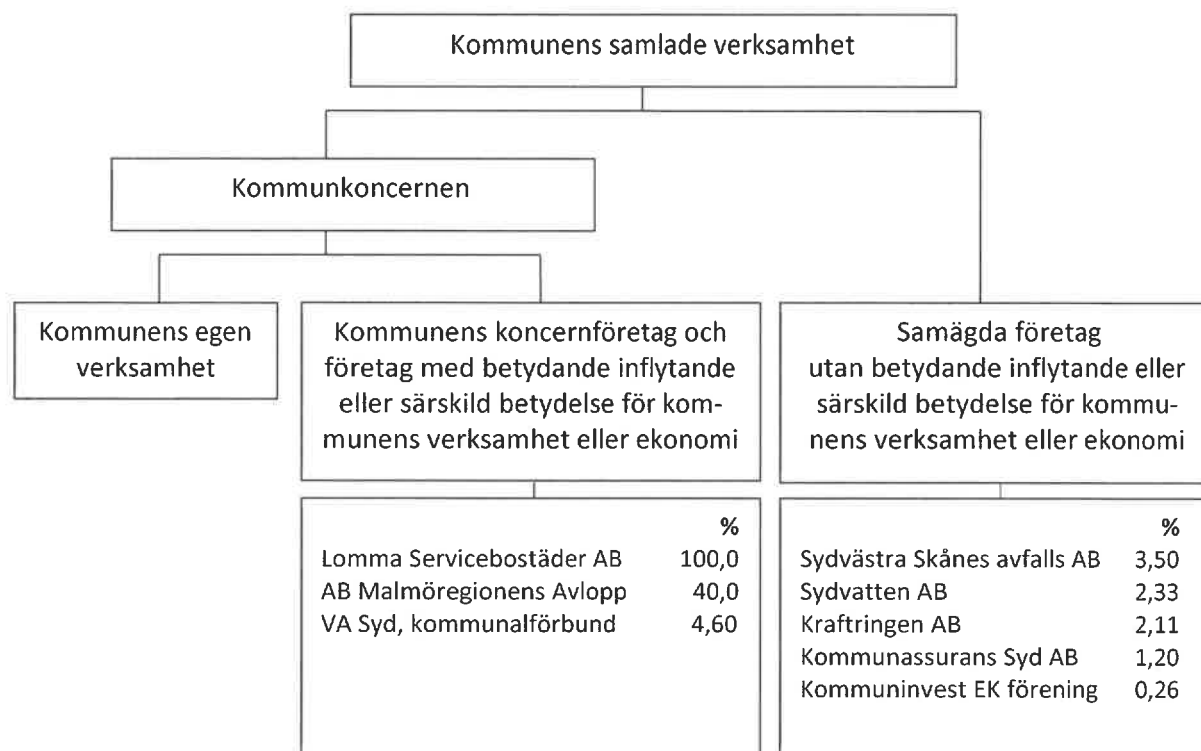 Kommunens samlade verksamhet
Kommunkoncernen
Kommunens egen
verksamhet
Kommunens koncernföretag och
företag med betydande inflytande
eller särskild betydelse för kom-
munens verksamhet eller ekonomi
Samägda företag
utan betydande inflytande eller
särskild betydelse för kommu-
nens verksamhet eller ekonomi
%
Lomma Servicebostäder AB 100,0
AB Malmöregionens Avlopp 40,0
VA Syd, kommunalförbund 4,60
%
Sydvästra Skånes avfalls AB 3,50
Sydvatten AB 2,33
Kraftringen AB 2,11
Kommunassurans Syd AB 1,20
Kommuninvest EK förening 0,26